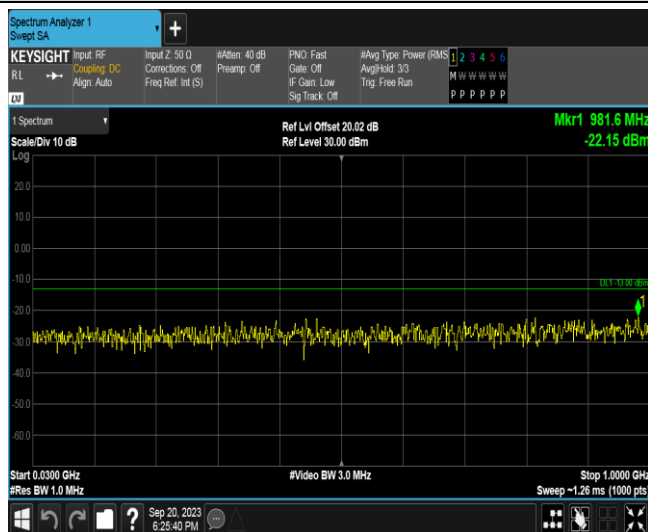 Spectrum Analyzer 1
Swept SA
+
KEYSIGHT Input: RF Input Z: 50 Ω #Atten: 40 dB PNO: Fast #Avg Type: Power (RMS 1 2 3 4 5 6
RL Coupling: DC Corrections: Off Preamp: Off Gate: Off Avg|Hold: 3/3 M W W W W W
Align: Auto Freq Ref: Int (S) IF Gain: Low Trig: Free Run
LXI Sig Track: Off P P P P P P
1 Spectrum Ref Lvl Offset 20.02 dB Mkr1 981.6 MHz
Scale/Div 10 dB Ref Level 30.00 dBm -22.15 dBm
Log
20.0
10.0
0.00
-10.0
DL1 -13.00 dBm
1
-20.0
-30.0
-40.0
-50.0
-60.0
Start 0.0300 GHz #Video BW 3.0 MHz Stop 1.0000 GHz
#Res BW 1.0 MHz Sweep ~1.26 ms (1000 pts)
? Sep 20, 2023
6:25:40 PM